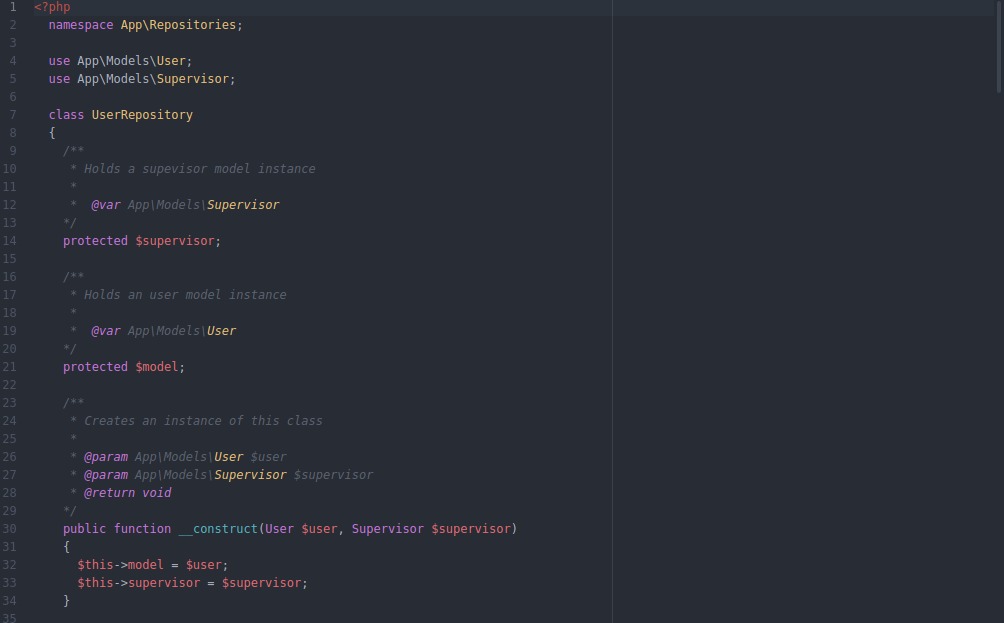 1 <?php
2 namespace App\Repositories;
3
4 use App\Models\User;
5 use App\Models\Supervisor;
6
7 class UserRepository
8 {
9 /**
10 * Holds a supevisor model instance
11 *
12 * @var App\Models\Supervisor
13 */
14 protected $supervisor;
15
16 /**
17 * Holds an user model instance
18 *
19 * @var App\Models\User
20 */
21 protected $model;
22
23 /**
24 * Creates an instance of this class
25 *
26 * @param App\Models\User $user
27 * @param App\Models\Supervisor $supervisor
28 * @return void
29 */
30 public function __construct(User $user, Supervisor $supervisor)
31 {
32 $this->model = $user;
33 $this->supervisor = $supervisor;
34 }
35